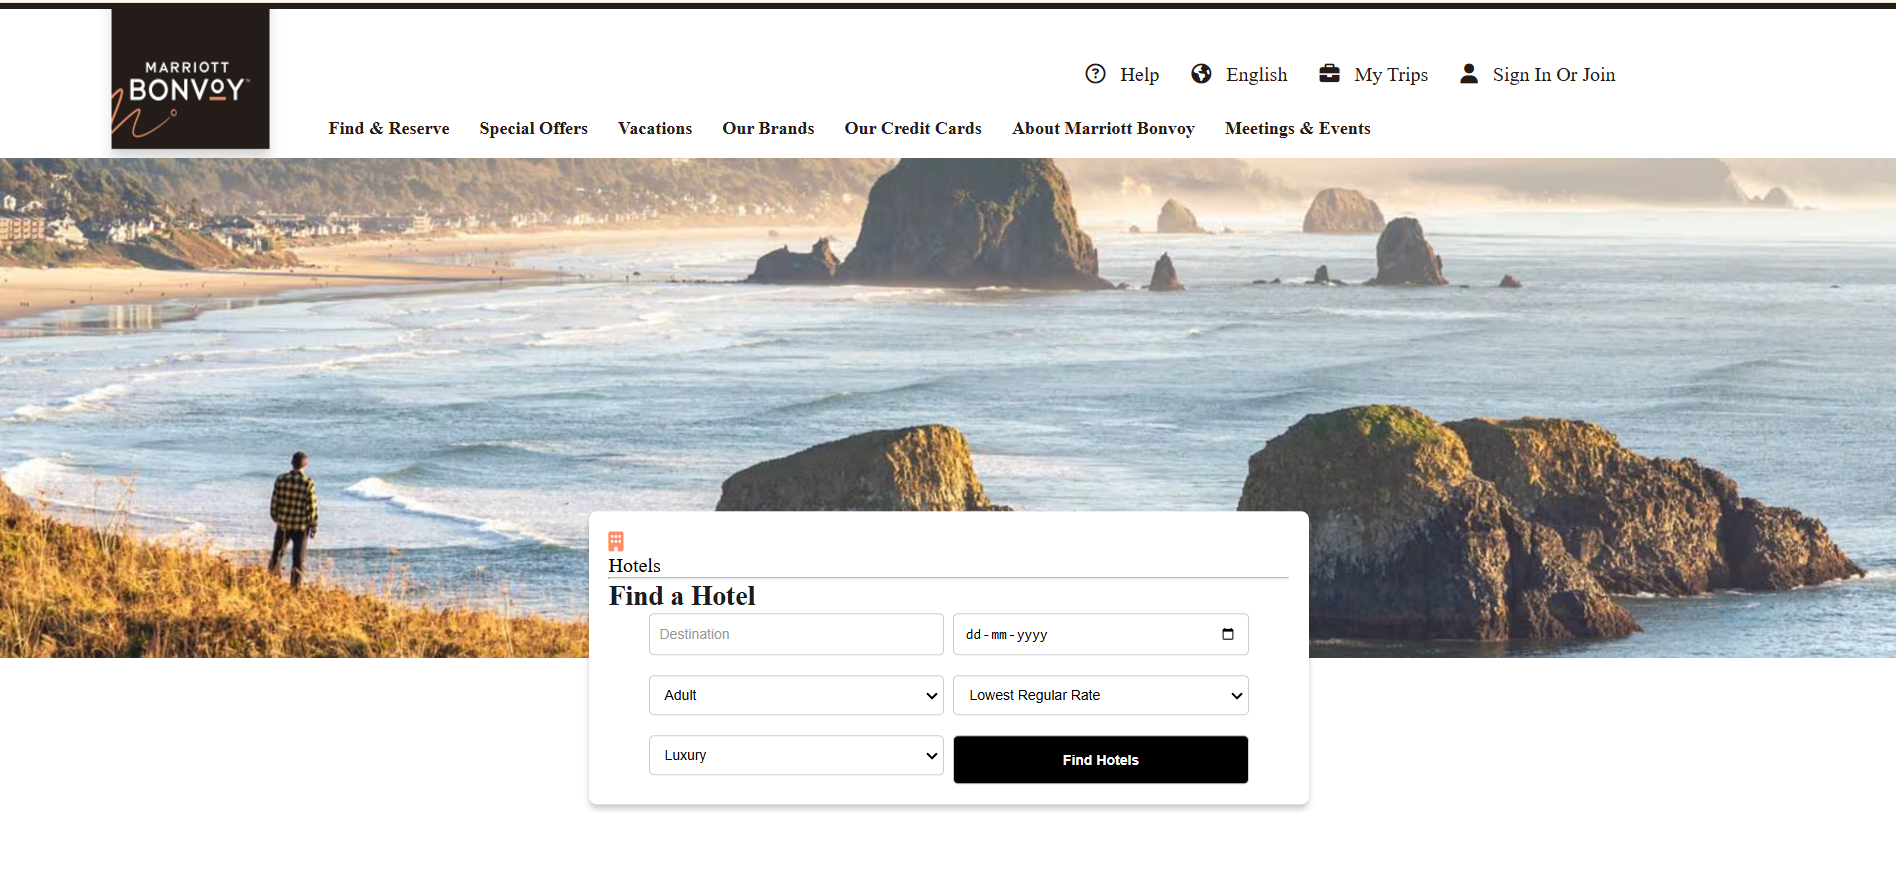 MARRIOTT
BONVOY™
Help English My Trips Sign In Or Join
Find & Reserve Special Offers Vacations Our Brands Our Credit Cards About Marriott Bonvoy Meetings & Events
Hotels
Find a Hotel
Destination dd-mm-yyyy
Adult Lowest Regular Rate
Luxury Find Hotels